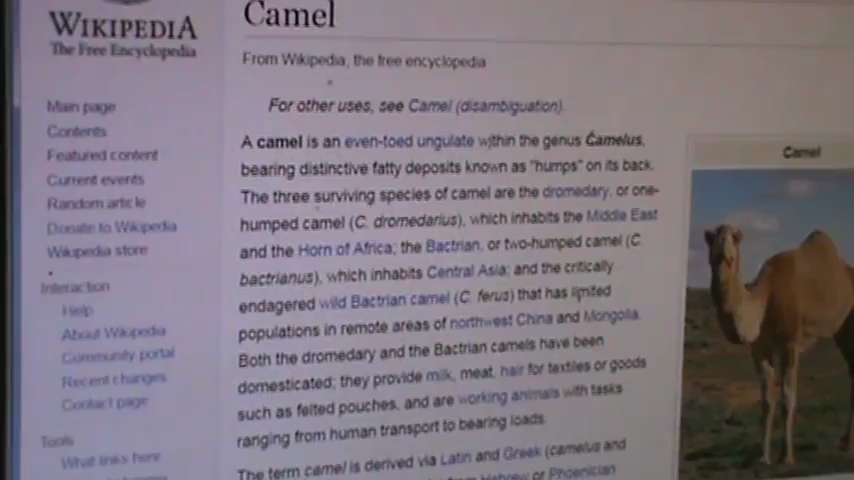 WIKIPEDIA
The Free Encyclopedia
Main page
Contents
Featured content
Current events
Random article
Donate to Wikipedia
Wikipedia store
Interaction
Help
About Wikipedia
Community portal
Recent changes
Contact page
Tools
What links here
Camel
From Wikipedia, the free encyclopedia
For other uses, see Camel (disambiguation).
A camel is an even-toed ungulate within the genus Camelus,
bearing distinctive fatty deposits known as "humps" on its back.
The three surviving species of camel are the dromedary, or one-
humped camel (C. dromedarius), which inhabits the Middle East
and the Horn of Africa; the Bactrian, or two-humped camel (C.
bactrianus), which inhabits Central Asia; and the critically
endagered wild Bactrian camel (C. ferus) that has limited
populations in remote areas of northwest China and Mongolia.
Both the dromedary and the Bactrian camels have been
domesticated; they provide milk, meat, hair for textiles or goods
such as felted pouches, and are working animals with tasks
ranging from human transport to bearing loads.
The term camel is derived via Latin and Greek (camelus and
from Hebrew or Phoenician
Camel